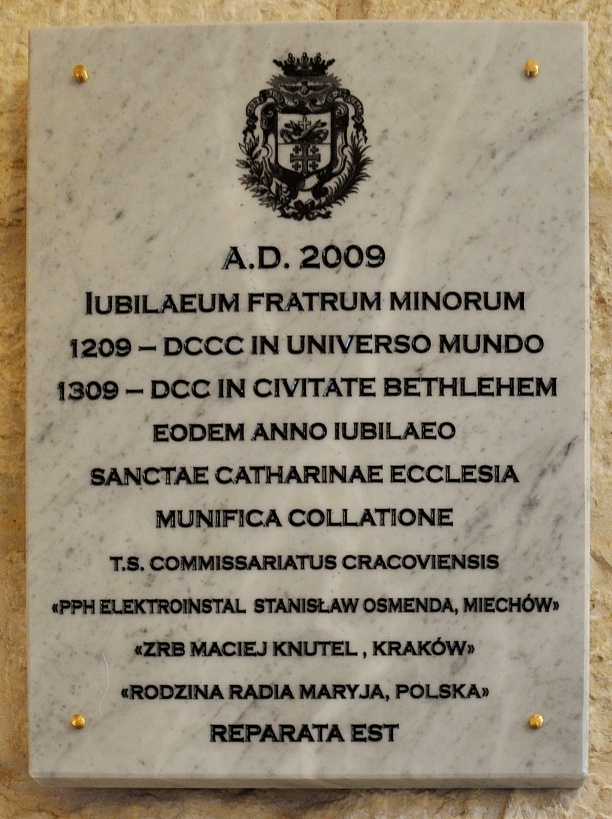 A.D. 2009
IUBILAEUM FRATRUM MINORUM
1209 – DCCC IN UNIVERSO MUNDO
1309 – DCC IN CIVITATE BETHLEHEM
EODEM ANNO IUBILAEO
SANCTAE CATHARINAE ECCLESIA
MUNIFICA COLLATIONE
T.S. COMMISSARIATUS CRACOVIENSIS
«PPH ELEKTROINSTAL STANISŁAW OSMENDA, MIECHÓW»
«ZRB MACIEJ KNUTEL , KRAKÓW»
«RODZINA RADIA MARYJA, POLSKA»
REPARATA EST